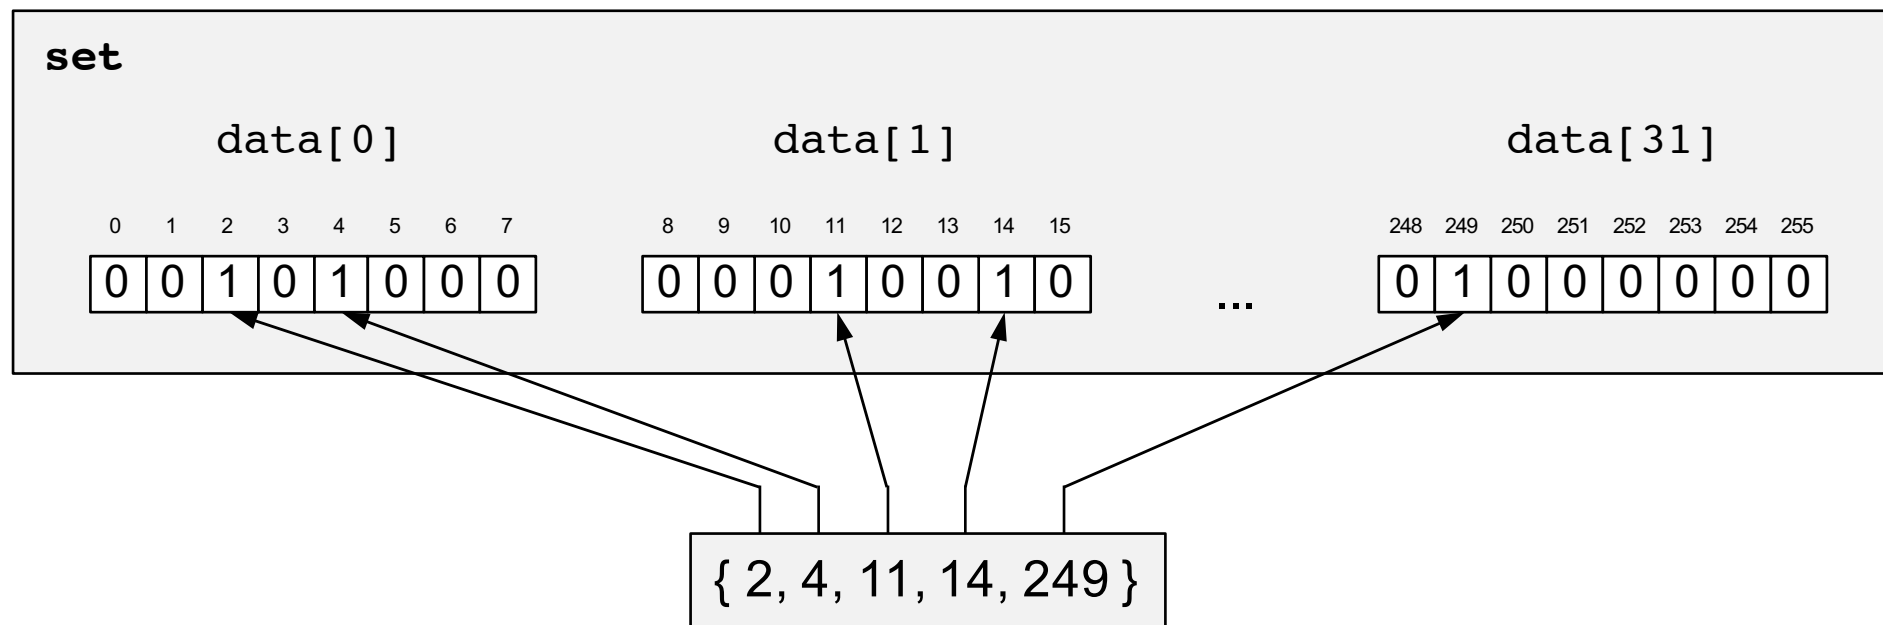 set
data[0] data[1] data[31]
0 1 2 3 4 5 6 7 8 9 10 11 12 13 14 15 248 249 250 251 252 253 254 255
0 0 1 0 1 0 0 0 0 0 0 1 0 0 1 0 ... 0 1 0 0 0 0 0 0
{ 2, 4, 11, 14, 249 }